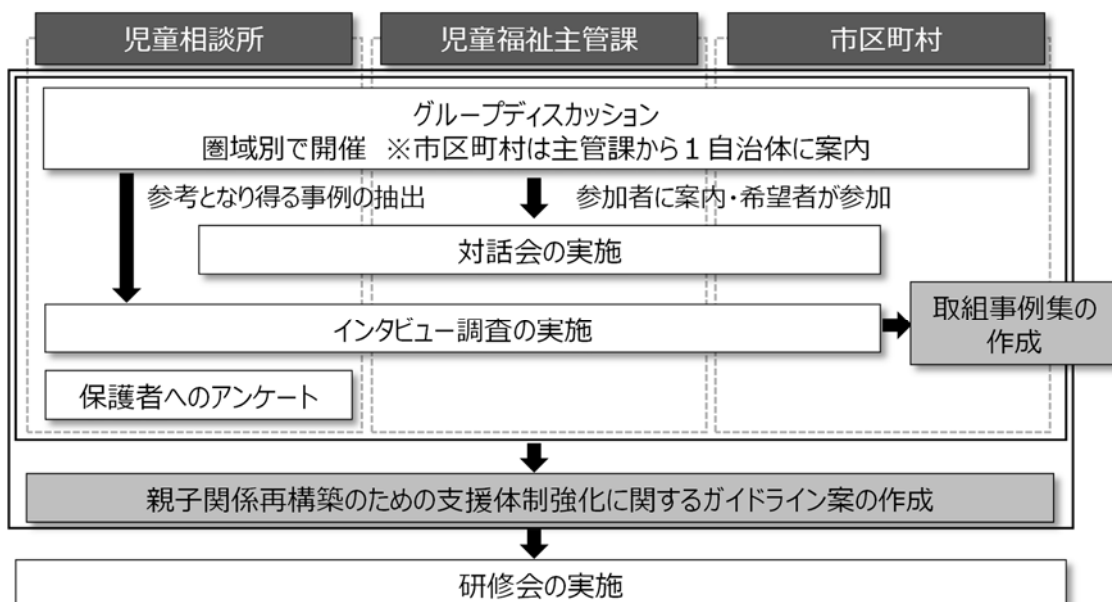 児童相談所
児童福祉主管課
市区町村
グループディスカッション
圏域別で開催 ※市区町村は主管課から1自治体に案内
参考となり得る事例の抽出
参加者に案内・希望者が参加
対話会の実施
インタビュー調査の実施
取組事例集の
作成
保護者へのアンケート
親子関係再構築のための支援体制強化に関するガイドライン案の作成
研修会の実施